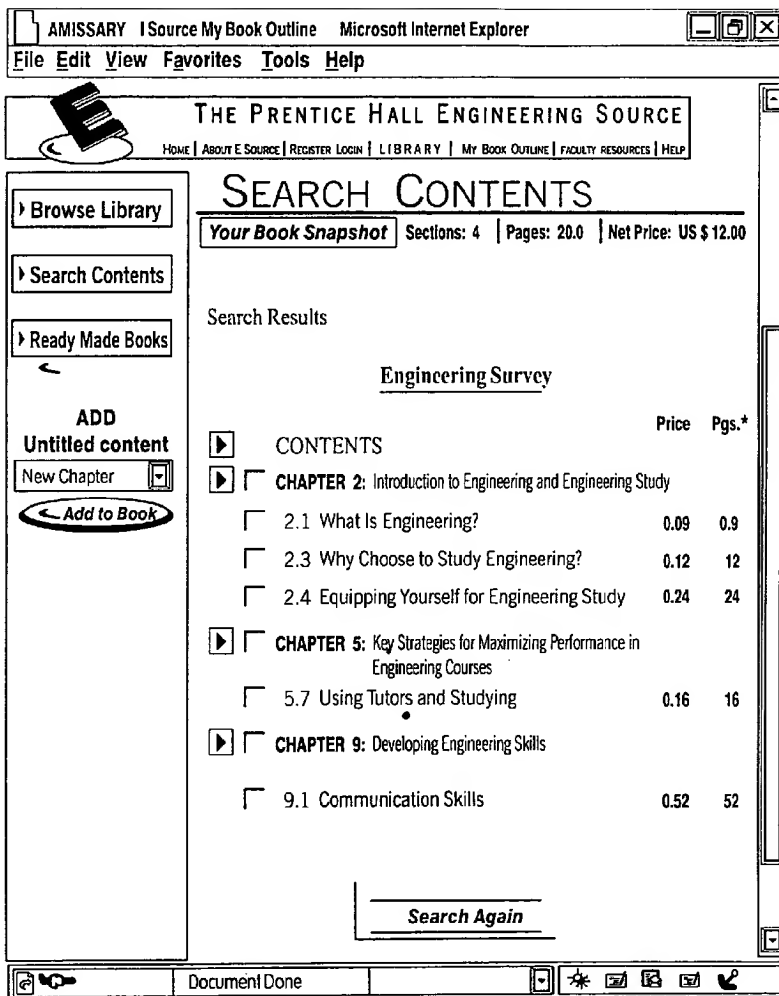 AMISSARY I Source My Book Outline Microsoft Internet Explorer
File Edit View Favorites Tools Help
E
THE PRENTICE HALL ENGINEERING SOURCE
HOME | ABOUT E SOURCE | REGISTER LOGIN | LIBRARY | MY BOOK OUTLINE | FACULTY RESOURCES | HELP
Browse Library
Search Contents
Ready Made Books
ADD
Untitled content
New Chapter
Add to Book
SEARCH CONTENTS
Your Book Snapshot Sections: 4 | Pages: 20.0 | Net Price: US $ 12.00
Search Results
Engineering Survey
Price Pgs.*
CONTENTS
CHAPTER 2: Introduction to Engineering and Engineering Study
2.1 What Is Engineering? 0.09 0.9
2.3 Why Choose to Study Engineering? 0.12 12
2.4 Equipping Yourself for Engineering Study 0.24 24
CHAPTER 5: Key Strategies for Maximizing Performance in
Engineering Courses
5.7 Using Tutors and Studying 0.16 16
CHAPTER 9: Developing Engineering Skills
9.1 Communication Skills 0.52 52
Search Again
Document Done